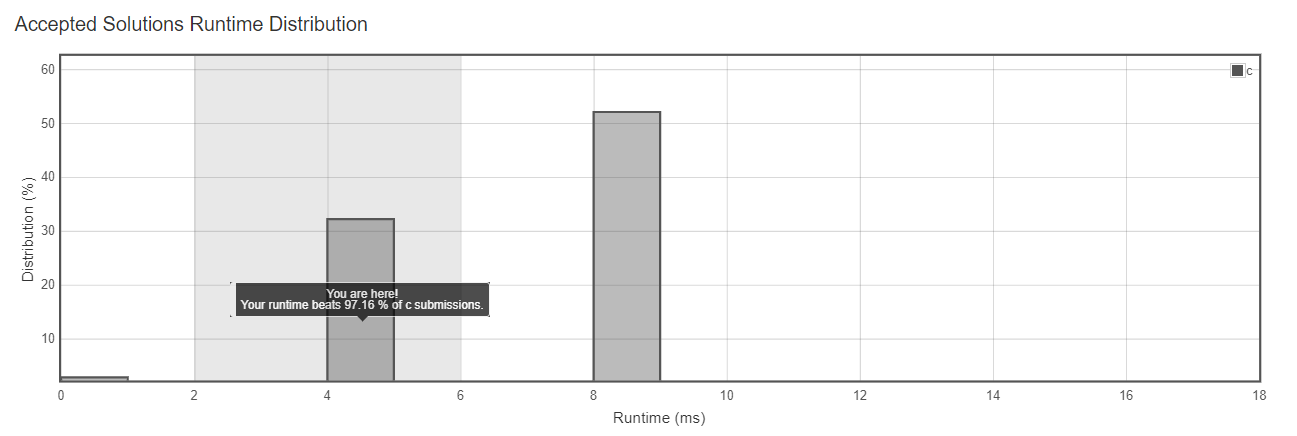 Accepted Solutions Runtime Distribution
c
60
50
40
30
20
10
Distribution (%)
You are here!
Your runtime beats 97.16 % of c submissions.
0 2 4 6 8 10 12 14 16 18
Runtime (ms)